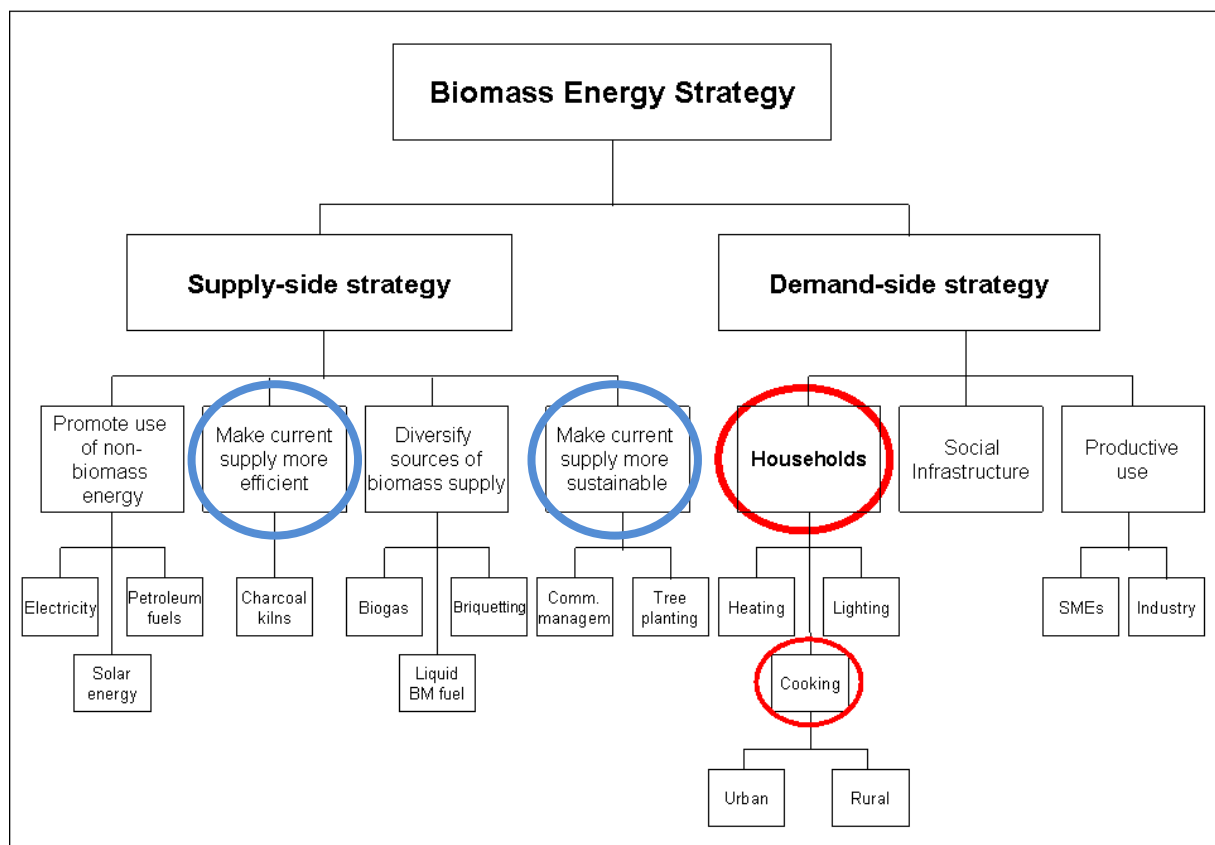 Biomass Energy Strategy
Supply-side strategy
Demand-side strategy
Promote use
of non-
biomass
energy
Make current
supply more
efficient
Diversify
sources of
biomass supply
Make current
supply more
sustainable
Households
Social
Infrastructure
Productive
use
Electricity
Petroleum
fuels
Charcoal
kilns
Biogas
Briquetting
Comm.
managem
Tree
planting
Heating
Lighting
SMEs
Industry
Solar
energy
Liquid
BM fuel
Cooking
Urban
Rural